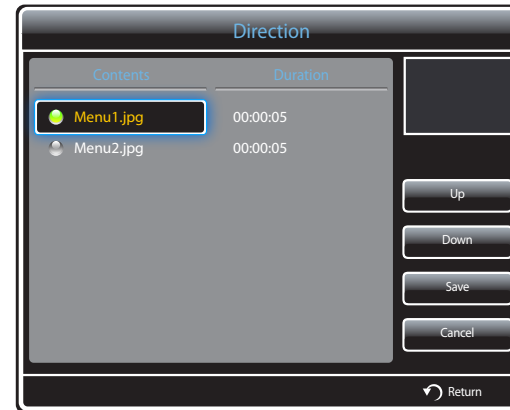 Direction
Contents Duration
Menu1.jpg 00:00:05
Menu2.jpg 00:00:05
Up
Down
Save
Cancel
Return